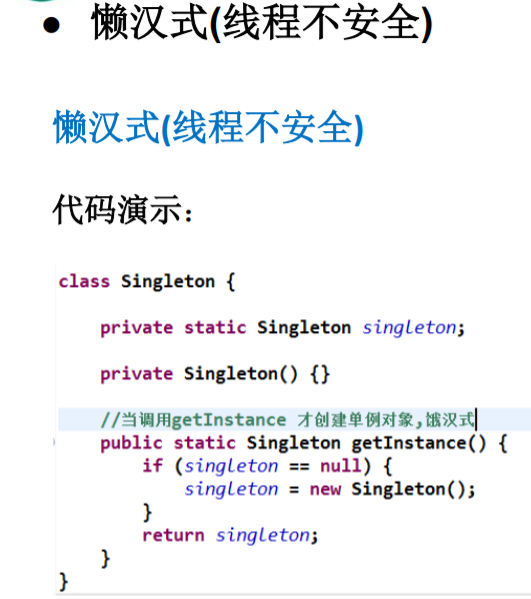 ● 懒汉式(线程不安全)
懒汉式(线程不安全)
代码演示：
class Singleton {
private static Singleton singleton;
private Singleton() {}
//当调用getInstance 才创建单例对象,饿汉式
public static Singleton getInstance() {
if (singleton == null) {
singleton = new Singleton();
}
return singleton;
}
}